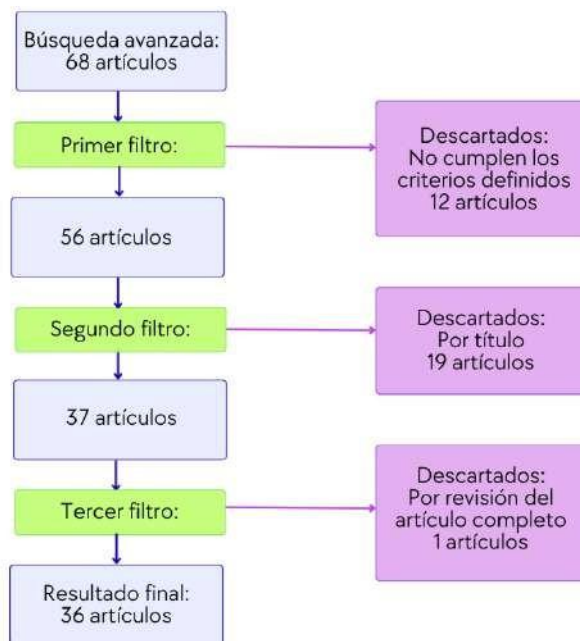 Búsqueda avanzada:
68 artículos
Primer filtro:
Descartados:
No cumplen los
criterios definidos
12 artículos
56 artículos
Segundo filtro:
Descartados:
Por título
19 artículos
37 artículos
Tercer filtro:
Descartados:
Por revisión del
artículo completo
1 artículos
Resultado final:
36 artículos